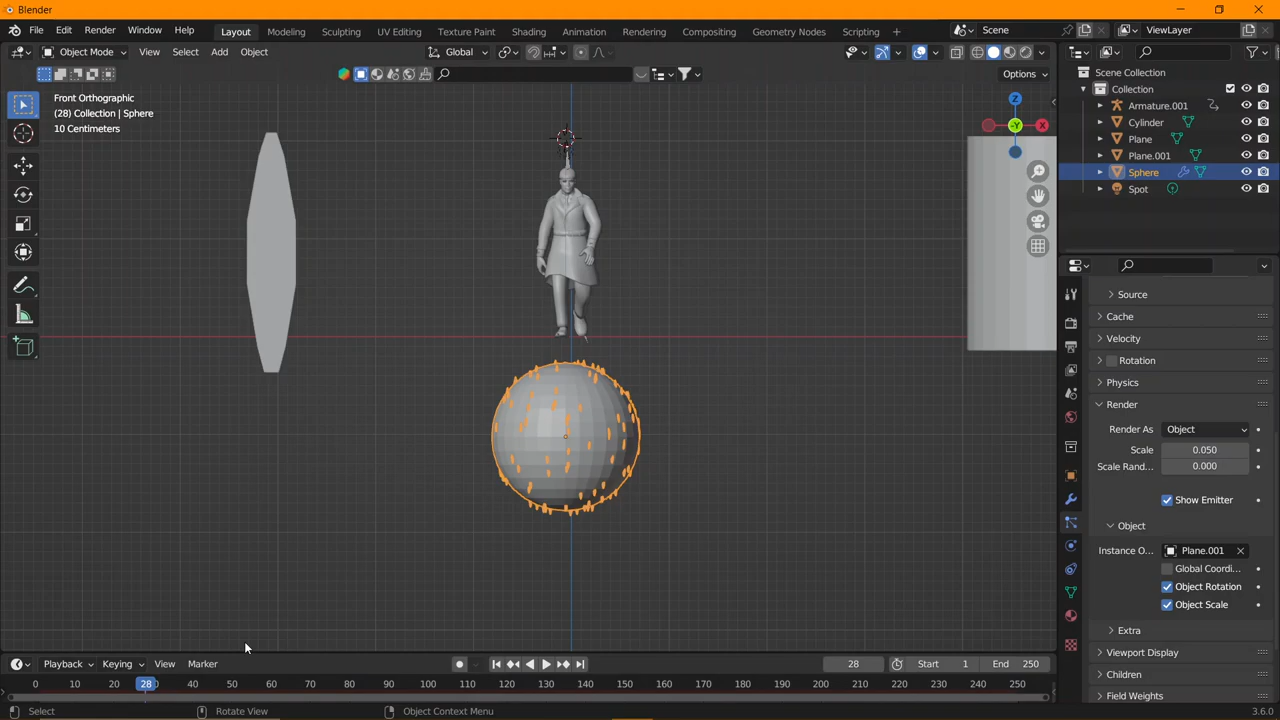 Blender
File Edit Render Window Help Layout Modeling Sculpting UV Editing Texture Paint Shading Animation Rendering Compositing Geometry Nodes Scripting + Scene ViewLayer
Object Mode View Select Add Object Global
Options
Front Orthographic
(28) Collection | Sphere
10 Centimeters
Z
-Y
X
Scene Collection
Collection
Armature.001
Cylinder
Plane
Plane.001
Sphere
Spot
Source
Cache
Velocity
Rotation
Physics
Render
Render As Object
Scale 0.050
Scale Rand... 0.000
Show Emitter
Object
Instance O... Plane.001
Global Coordi...
Object Rotation
Object Scale
Extra
Viewport Display
Children
Field Weights
Playback Keying View Marker 28 Start 1 End 250
0 10 20 28 40 50 60 70 80 90 100 110 120 130 140 150 160 170 180 190 200 210 220 230 240 250
Select Rotate View Object Context Menu 3.6.0